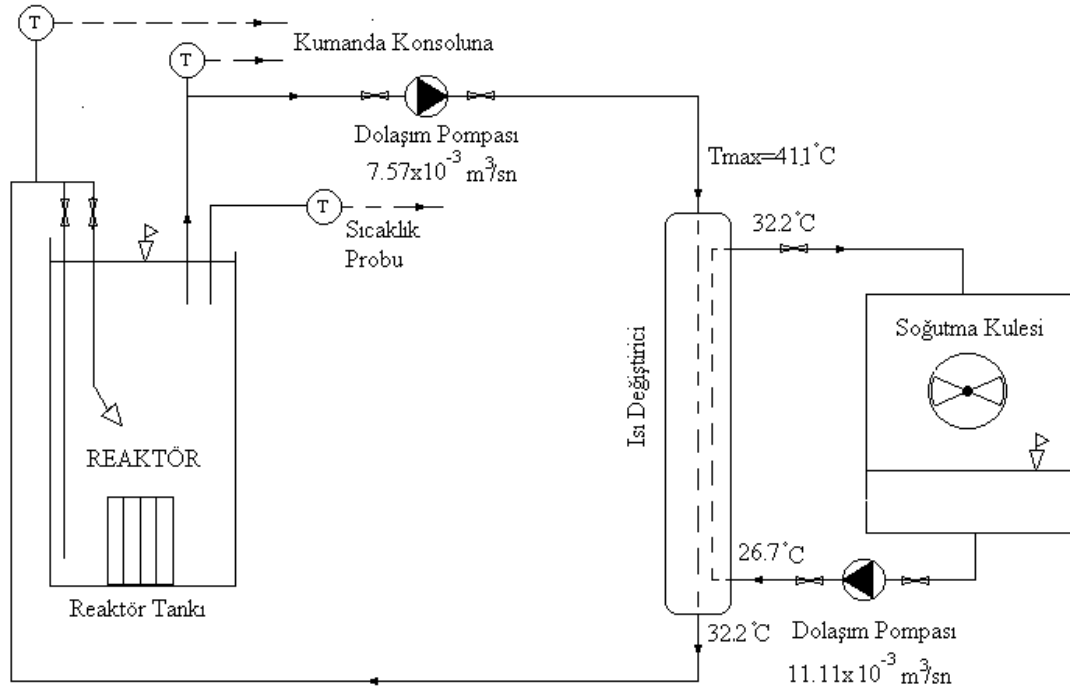 T
Kumanda Konsoluna
T
Dolaşım Pompası
7.57x10⁻³ m³/sn
Tmax=41.1°C
T
Sıcaklık
Probu
32.2°C
Soğutma Kulesi
Isı Değiştirici
REAKTÖR
26.7°C
Reaktör Tankı
32.2°C
Dolaşım Pompası
11.11x10⁻³ m³/sn